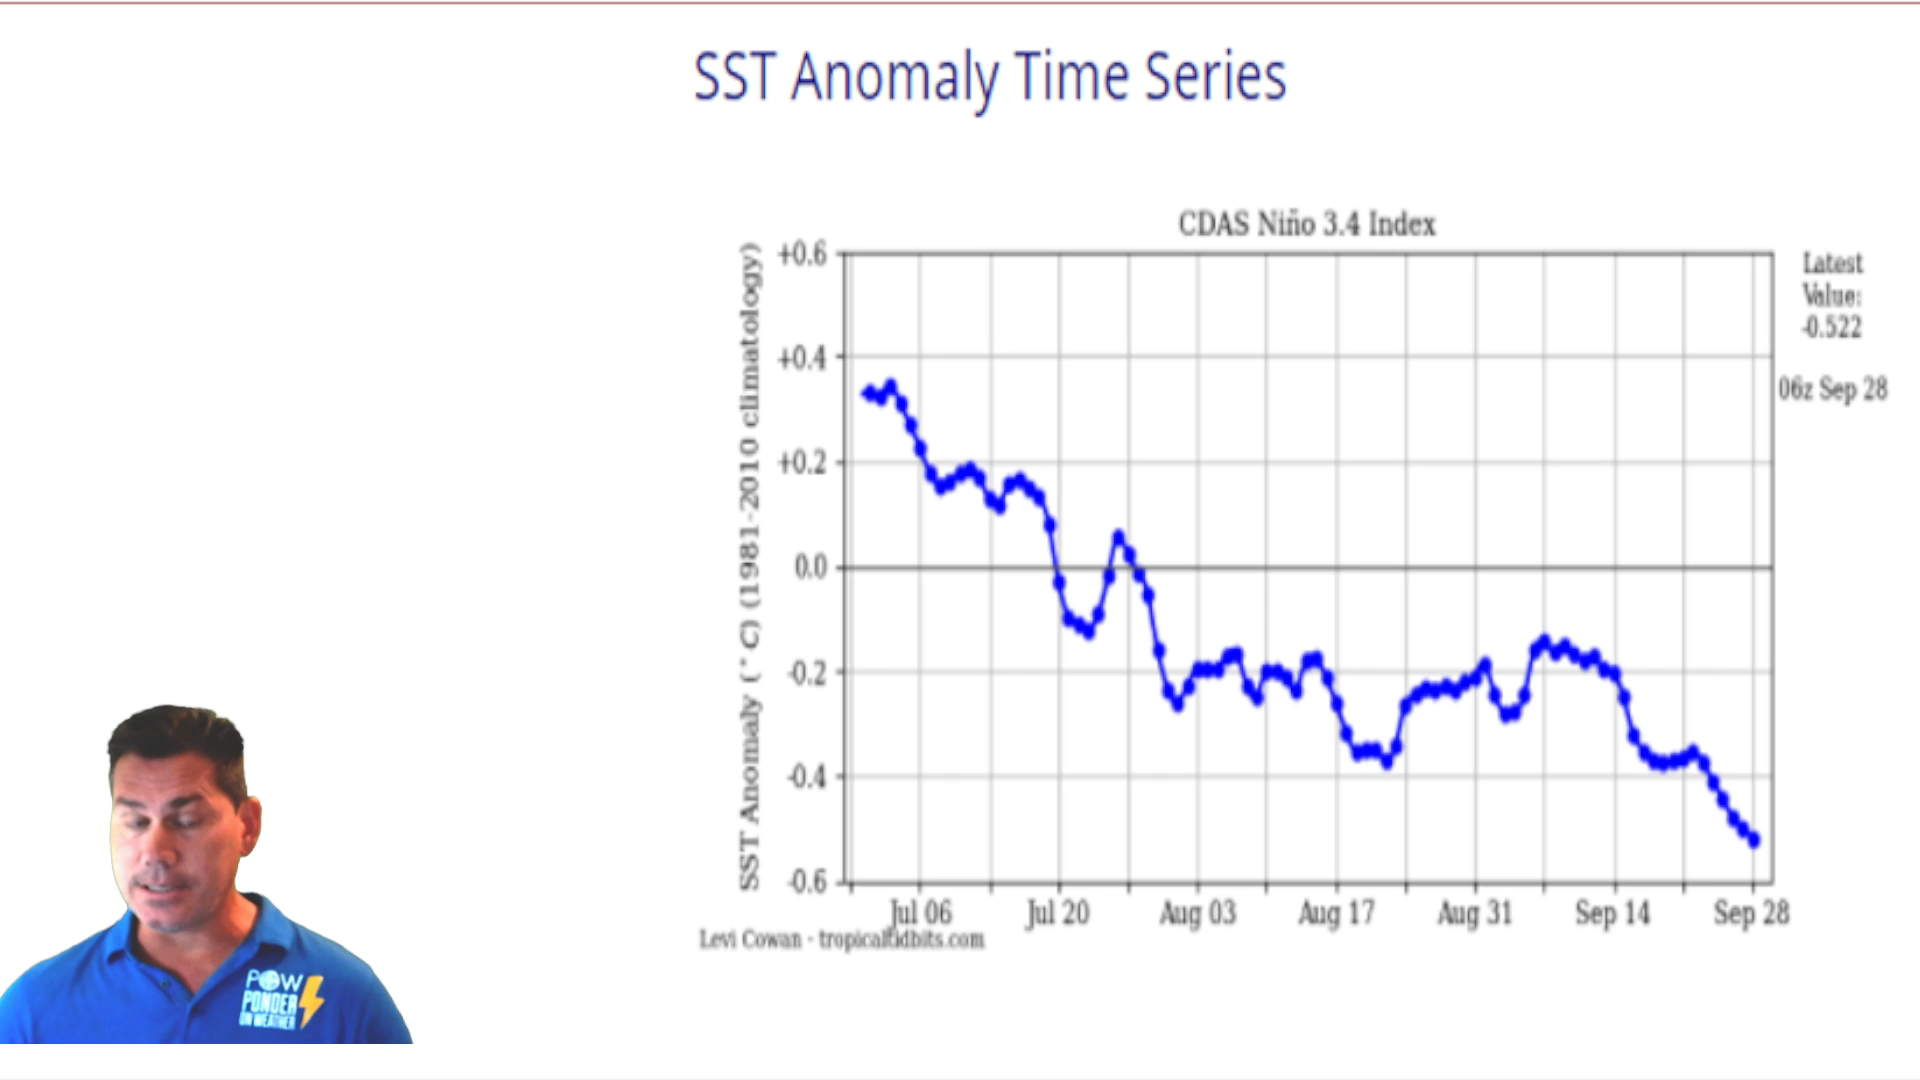 SST Anomaly Time Series
CDAS Niño 3.4 Index
SST Anomaly (° C) (1981-2010 climatology)
+0.6
+0.4
+0.2
0.0
-0.2
-0.4
-0.6
Jul 06 Jul 20 Aug 03 Aug 17 Aug 31 Sep 14 Sep 28
Latest
Value:
-0.522
06z Sep 28
Levi Cowan - tropicaltidbits.com
POW
PONDER
ON WEATHER